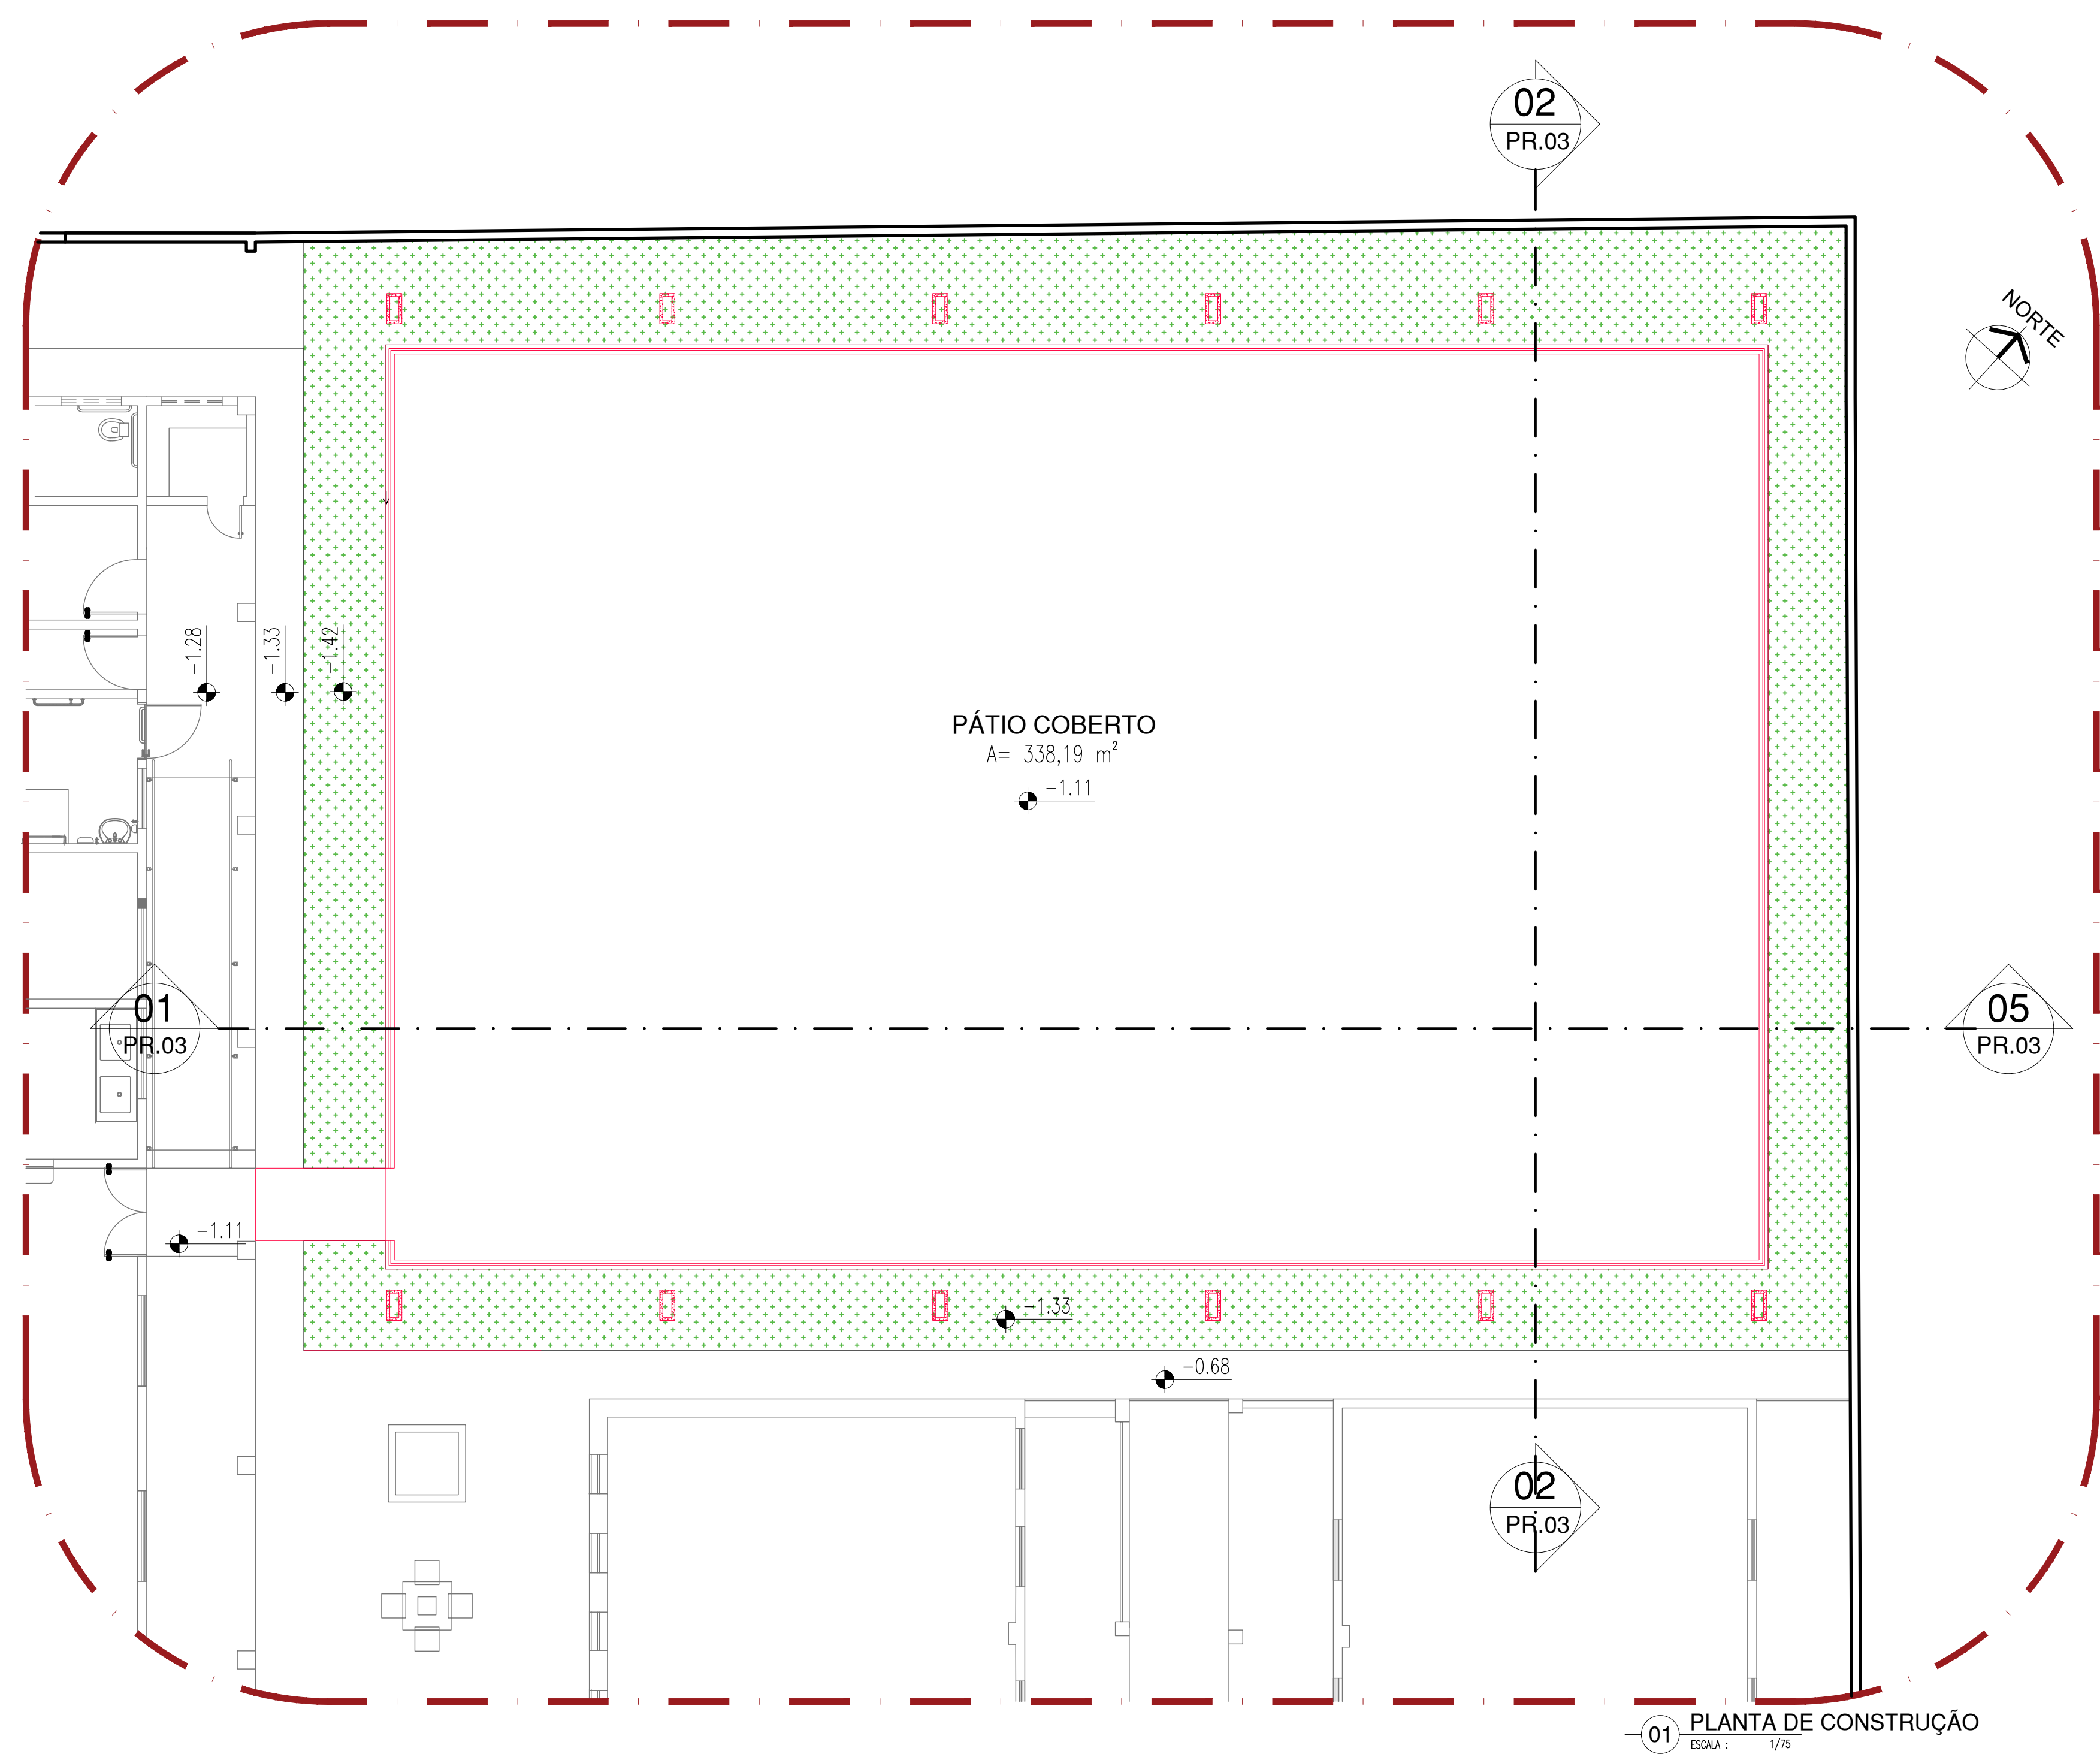 02
PR.03
NORTE
-1.28
-1.33
-1.42
PÁTIO COBERTO
A= 338,19 m²
-1.11
01
PR.03
05
PR.03
-1.11
-1.33
-0.68
02
PR.03
01
PLANTA DE CONSTRUÇÃO
ESCALA : 1/75